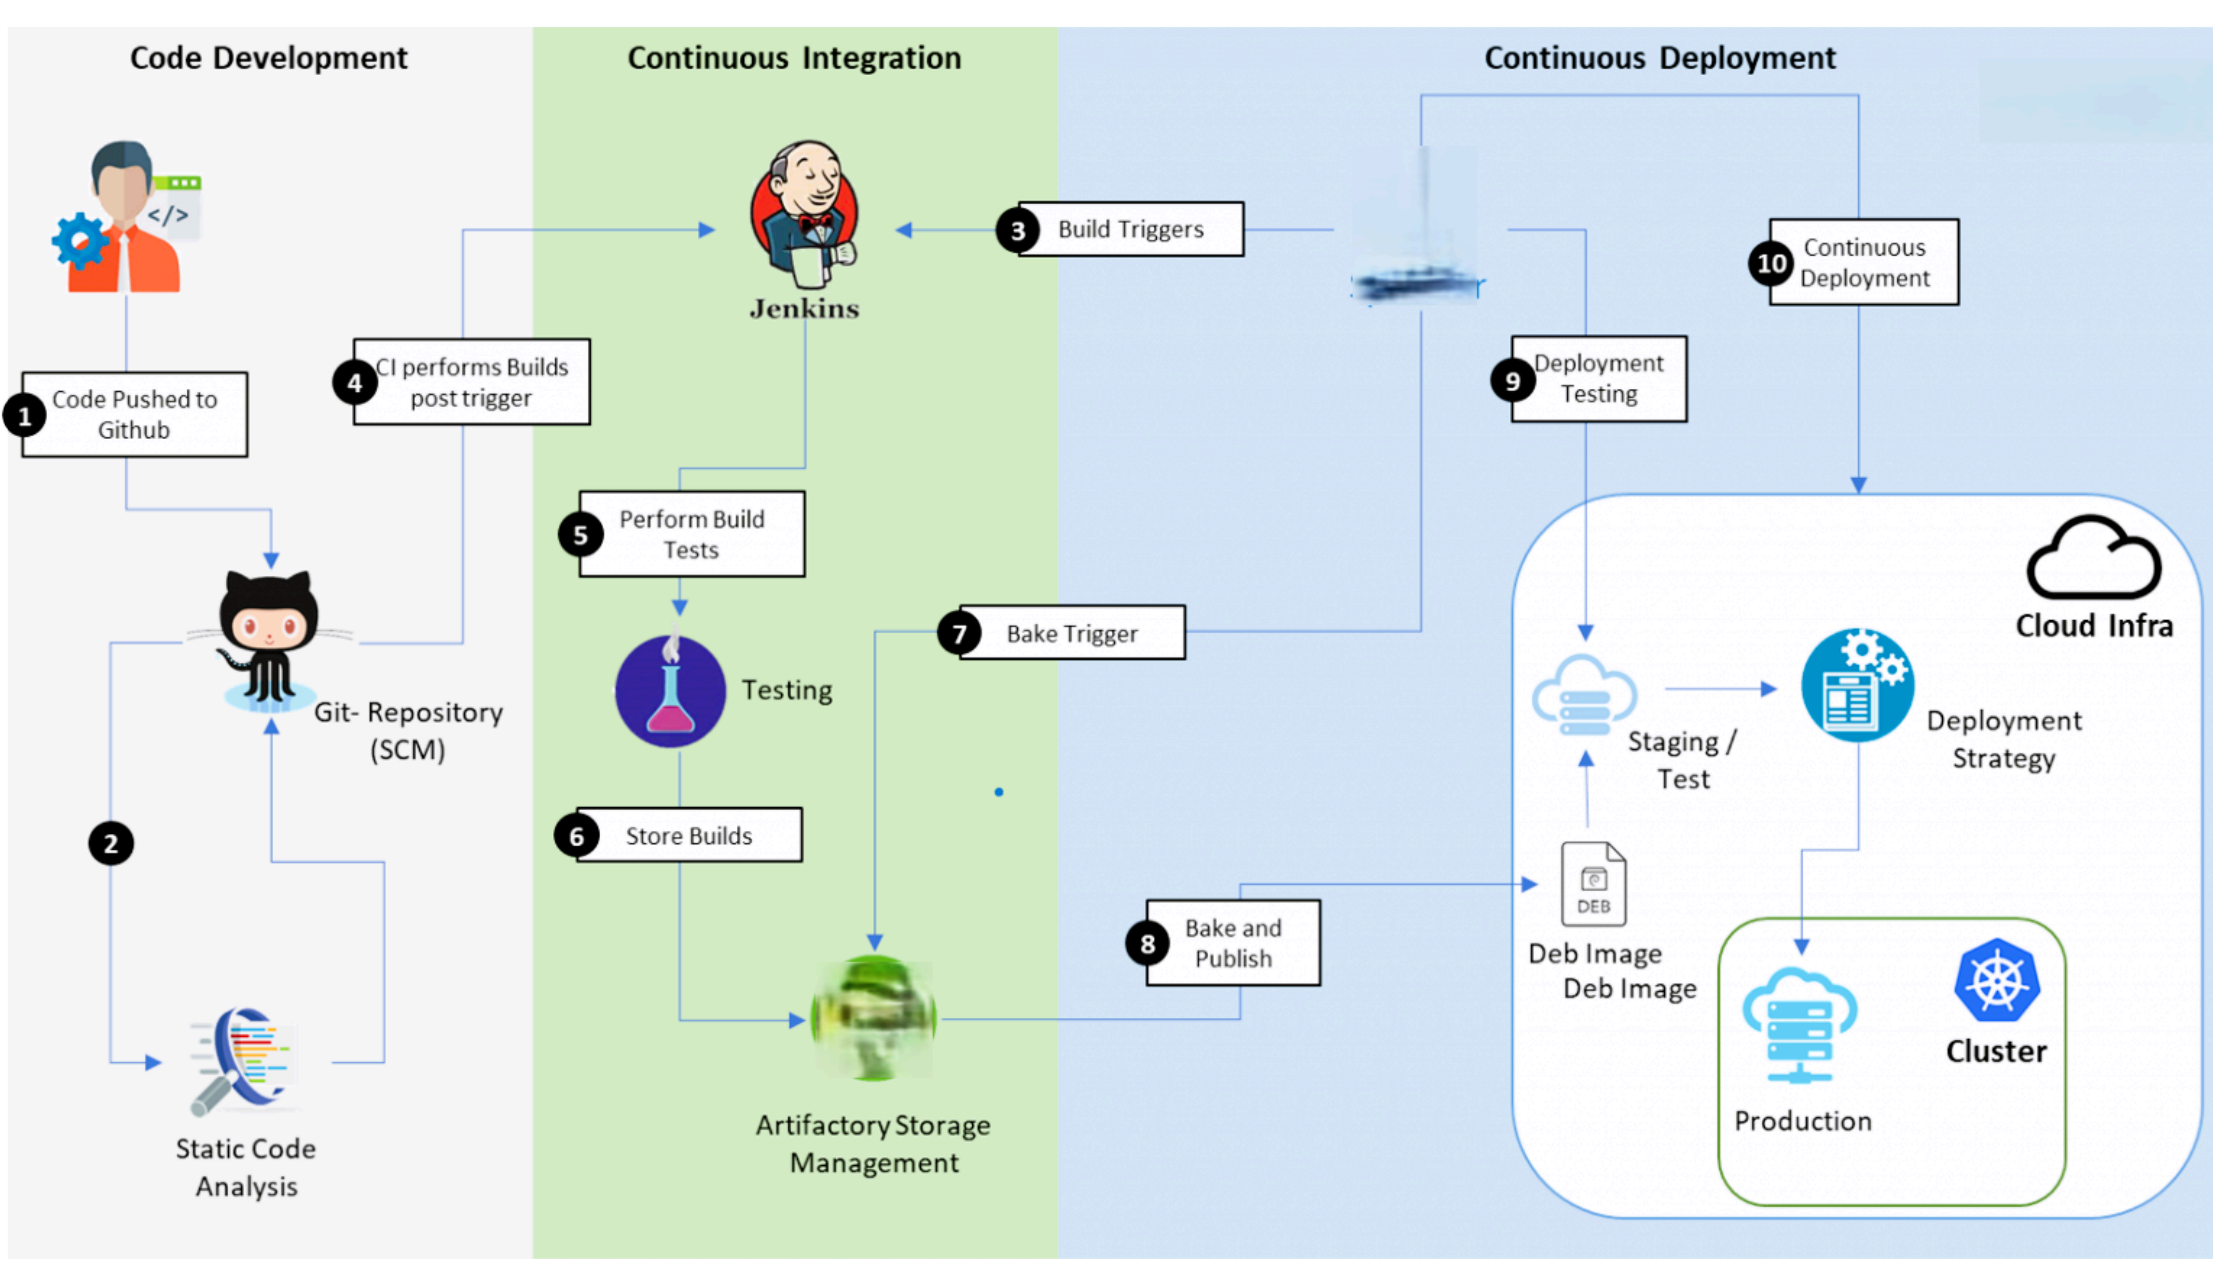 Code Development
Continuous Integration
Continuous Deployment
</>
Jenkins
3
Build Triggers
10
Continuous
Deployment
4
CI performs Builds
post trigger
1
Code Pushed to
Github
9
Deployment
Testing
5
Perform Build
Tests
Cloud Infra
7
Bake Trigger
Testing
Git- Repository
(SCM)
Staging /
Test
Deployment
Strategy
2
6
Store Builds
8
Bake and
Publish
DEB
Deb Image
Deb Image
Cluster
Production
Artifactory Storage
Management
Static Code
Analysis